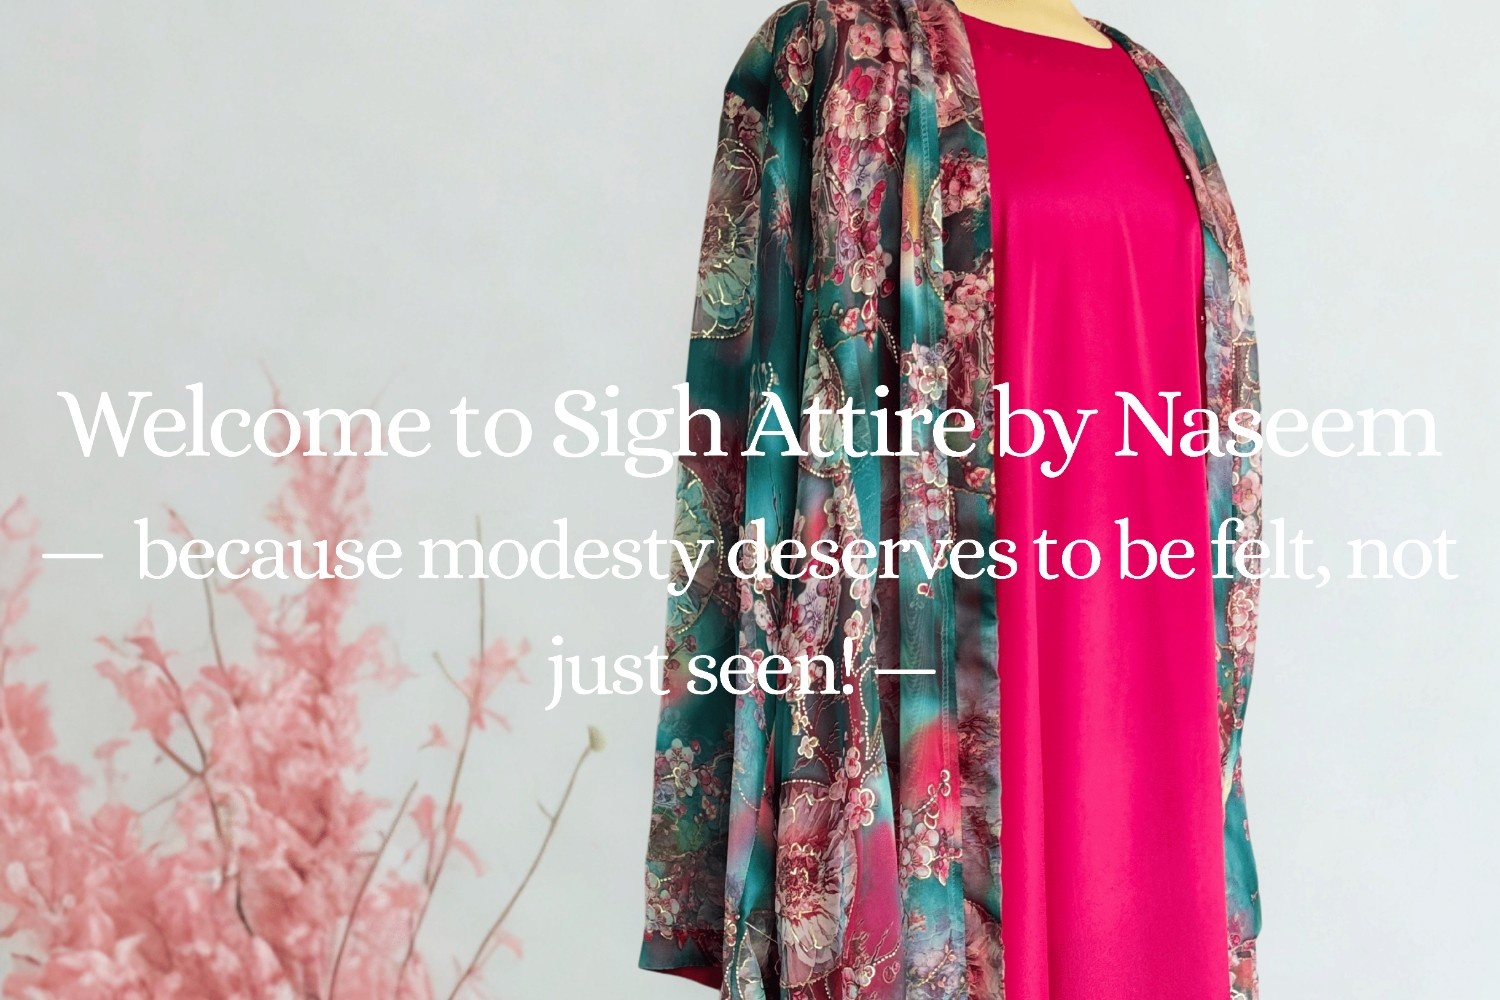 Welcome to Sigh Attire by Naseem
— because modesty deserves to be felt, not
just seen! —